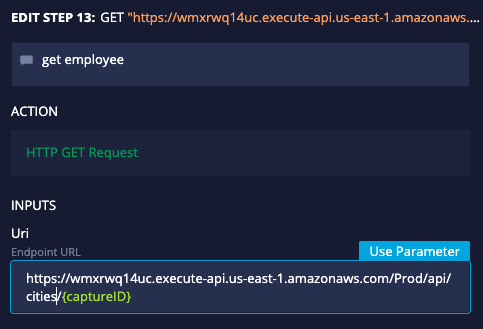 EDIT STEP 13: GET "https://wmxrwq14uc.execute-api.us-east-1.amazonaws....
get employee
ACTION
HTTP GET Request
INPUTS
Uri
Endpoint URL
Use Parameter
https://wmxrwq14uc.execute-api.us-east-1.amazonaws.com/Prod/api/
cities/{captureID}